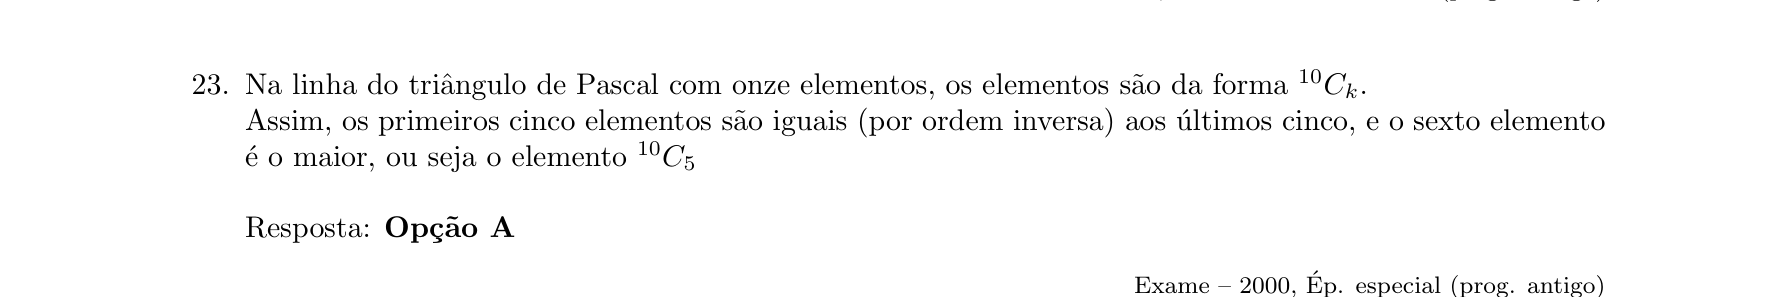 23. Na linha do triângulo de Pascal com onze elementos, os elementos são da forma ¹⁰Cₖ.
Assim, os primeiros cinco elementos são iguais (por ordem inversa) aos últimos cinco, e o sexto elemento
é o maior, ou seja o elemento ¹⁰C₅
Resposta: Opção A
Exame – 2000, Ép. especial (prog. antigo)